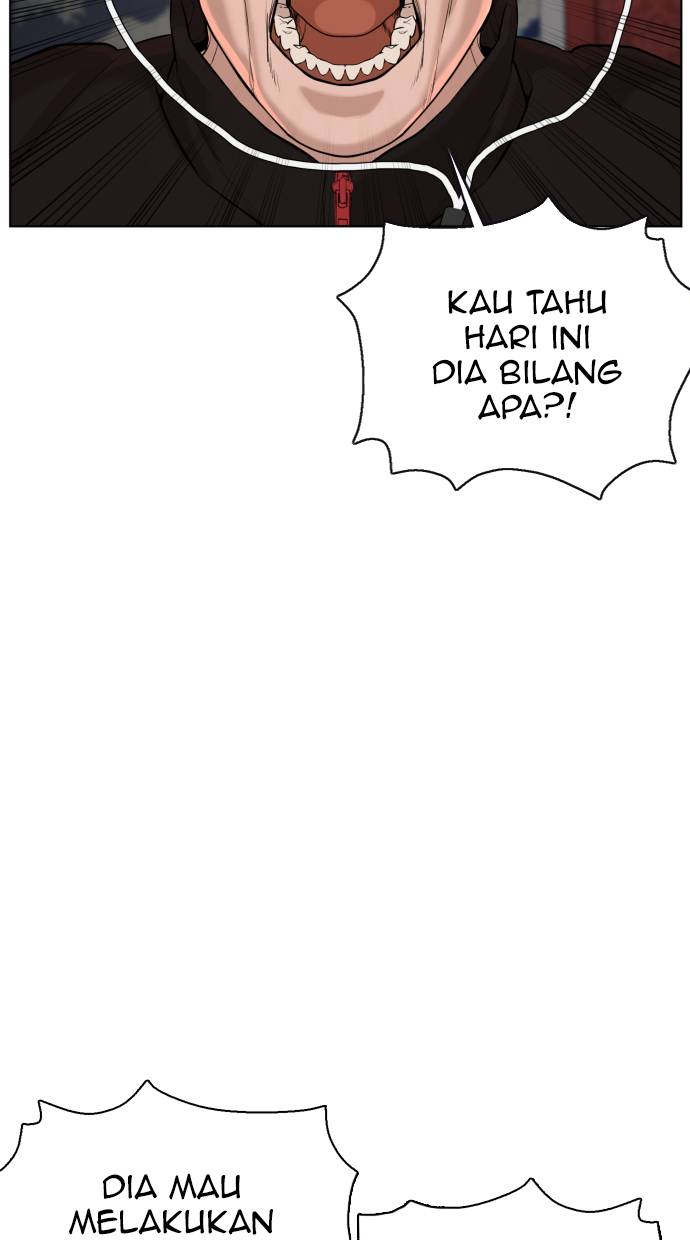 KAU TAHU
HARI INI
DIA BILANG
APA?!
DIA MAU
MELAKUKAN